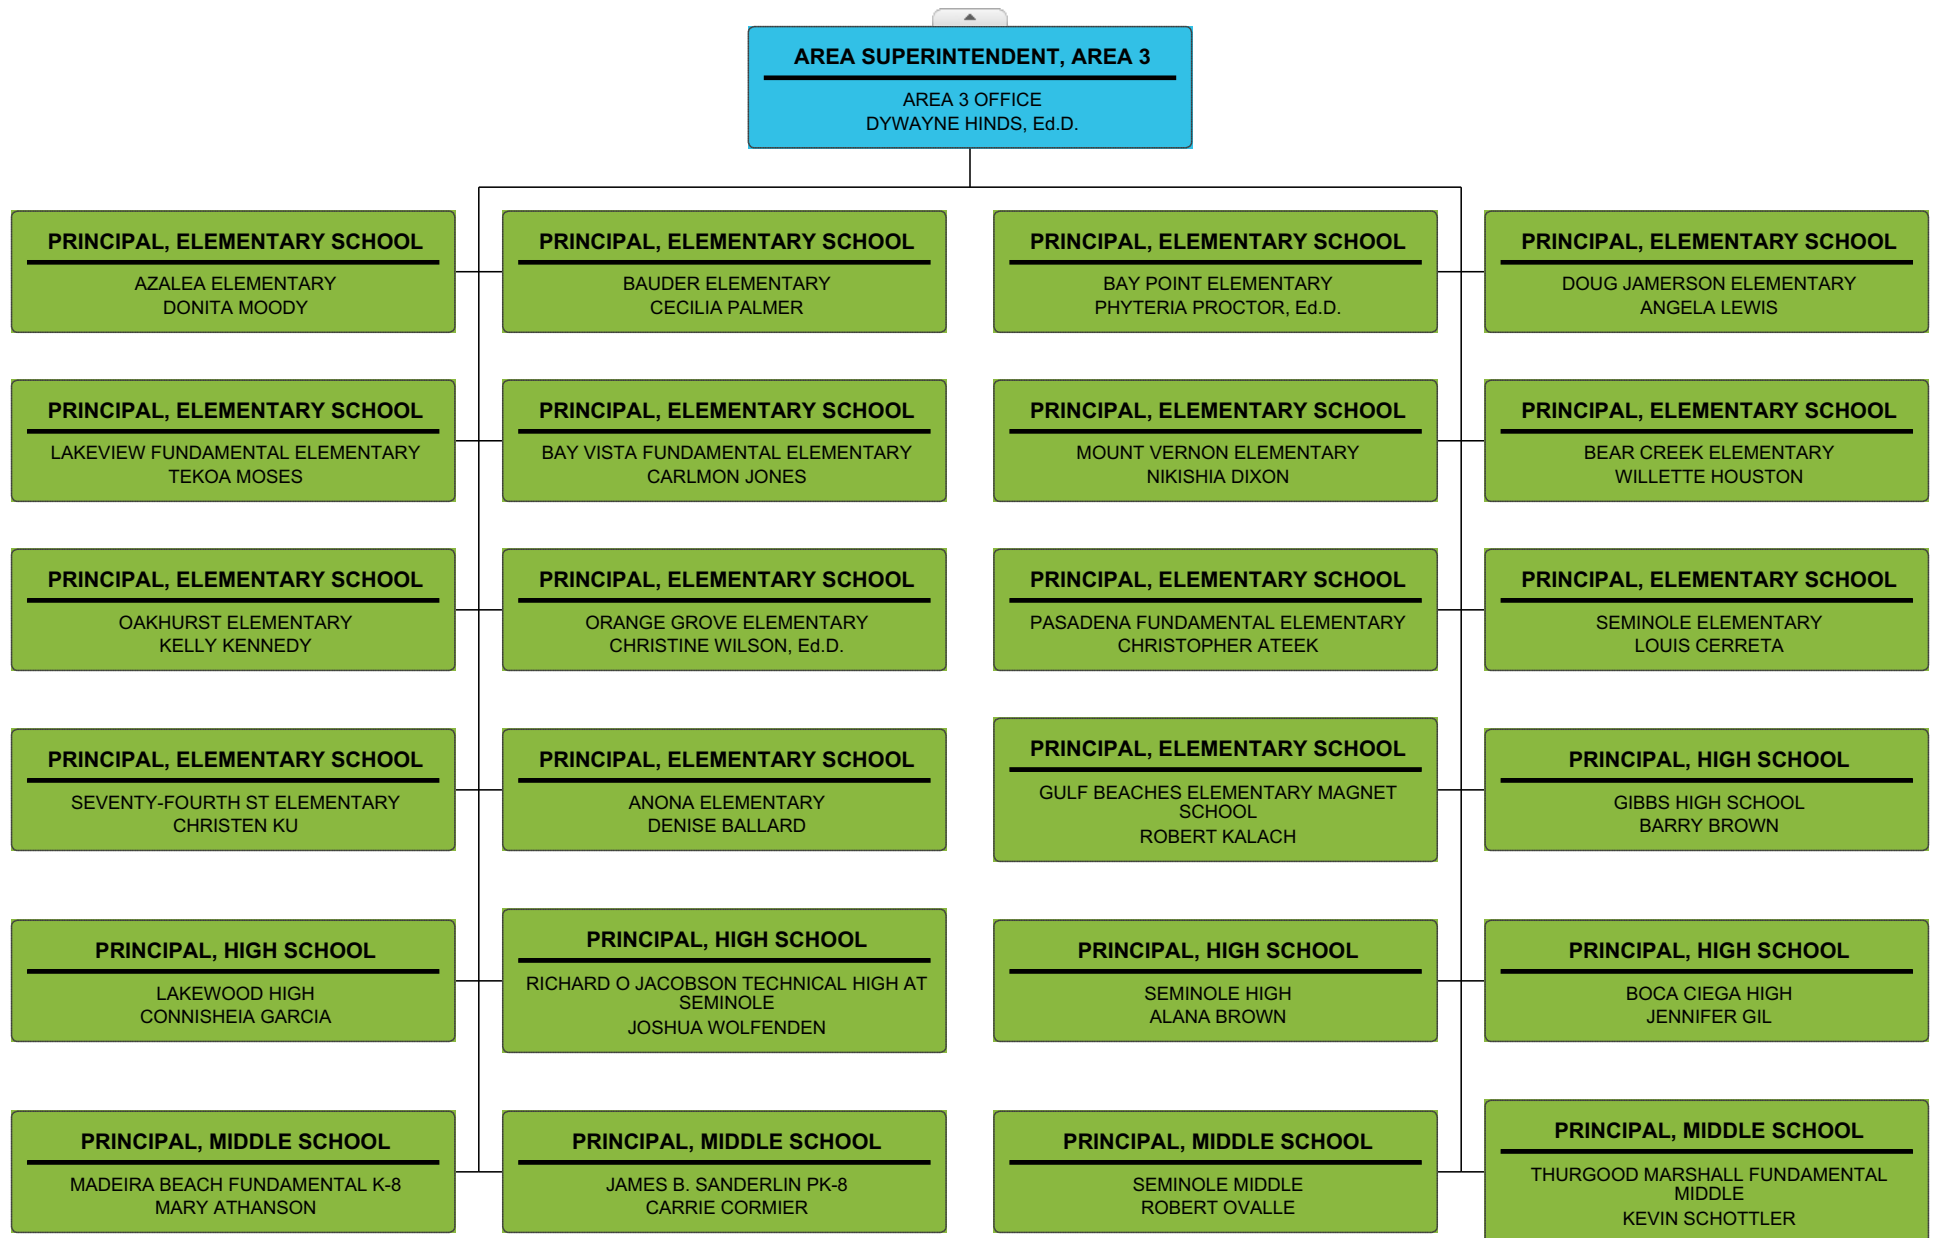 AREA SUPERINTENDENT, AREA 3
AREA 3 OFFICE
DYWAYNE HINDS, Ed.D.
PRINCIPAL, ELEMENTARY SCHOOL
AZALEA ELEMENTARY
DONITA MOODY
PRINCIPAL, ELEMENTARY SCHOOL
BAUDER ELEMENTARY
CECILIA PALMER
PRINCIPAL, ELEMENTARY SCHOOL
BAY POINT ELEMENTARY
PHYTERIA PROCTOR, Ed.D.
PRINCIPAL, ELEMENTARY SCHOOL
DOUG JAMERSON ELEMENTARY
ANGELA LEWIS
PRINCIPAL, ELEMENTARY SCHOOL
LAKEVIEW FUNDAMENTAL ELEMENTARY
TEKOA MOSES
PRINCIPAL, ELEMENTARY SCHOOL
BAY VISTA FUNDAMENTAL ELEMENTARY
CARLMON JONES
PRINCIPAL, ELEMENTARY SCHOOL
MOUNT VERNON ELEMENTARY
NIKISHIA DIXON
PRINCIPAL, ELEMENTARY SCHOOL
BEAR CREEK ELEMENTARY
WILLETTE HOUSTON
PRINCIPAL, ELEMENTARY SCHOOL
OAKHURST ELEMENTARY
KELLY KENNEDY
PRINCIPAL, ELEMENTARY SCHOOL
ORANGE GROVE ELEMENTARY
CHRISTINE WILSON, Ed.D.
PRINCIPAL, ELEMENTARY SCHOOL
PASADENA FUNDAMENTAL ELEMENTARY
CHRISTOPHER ATEEK
PRINCIPAL, ELEMENTARY SCHOOL
SEMINOLE ELEMENTARY
LOUIS CERRETA
PRINCIPAL, ELEMENTARY SCHOOL
SEVENTY-FOURTH ST ELEMENTARY
CHRISTEN KU
PRINCIPAL, ELEMENTARY SCHOOL
ANONA ELEMENTARY
DENISE BALLARD
PRINCIPAL, ELEMENTARY SCHOOL
GULF BEACHES ELEMENTARY MAGNET
SCHOOL
ROBERT KALACH
PRINCIPAL, HIGH SCHOOL
GIBBS HIGH SCHOOL
BARRY BROWN
PRINCIPAL, HIGH SCHOOL
LAKEWOOD HIGH
CONNISHEIA GARCIA
PRINCIPAL, HIGH SCHOOL
RICHARD O JACOBSON TECHNICAL HIGH AT
SEMINOLE
JOSHUA WOLFENDEN
PRINCIPAL, HIGH SCHOOL
SEMINOLE HIGH
ALANA BROWN
PRINCIPAL, HIGH SCHOOL
BOCA CIEGA HIGH
JENNIFER GIL
PRINCIPAL, MIDDLE SCHOOL
MADEIRA BEACH FUNDAMENTAL K-8
MARY ATHANSON
PRINCIPAL, MIDDLE SCHOOL
JAMES B. SANDERLIN PK-8
CARRIE CORMIER
PRINCIPAL, MIDDLE SCHOOL
SEMINOLE MIDDLE
ROBERT OVALLE
PRINCIPAL, MIDDLE SCHOOL
THURGOOD MARSHALL FUNDAMENTAL
MIDDLE
KEVIN SCHOTTLER